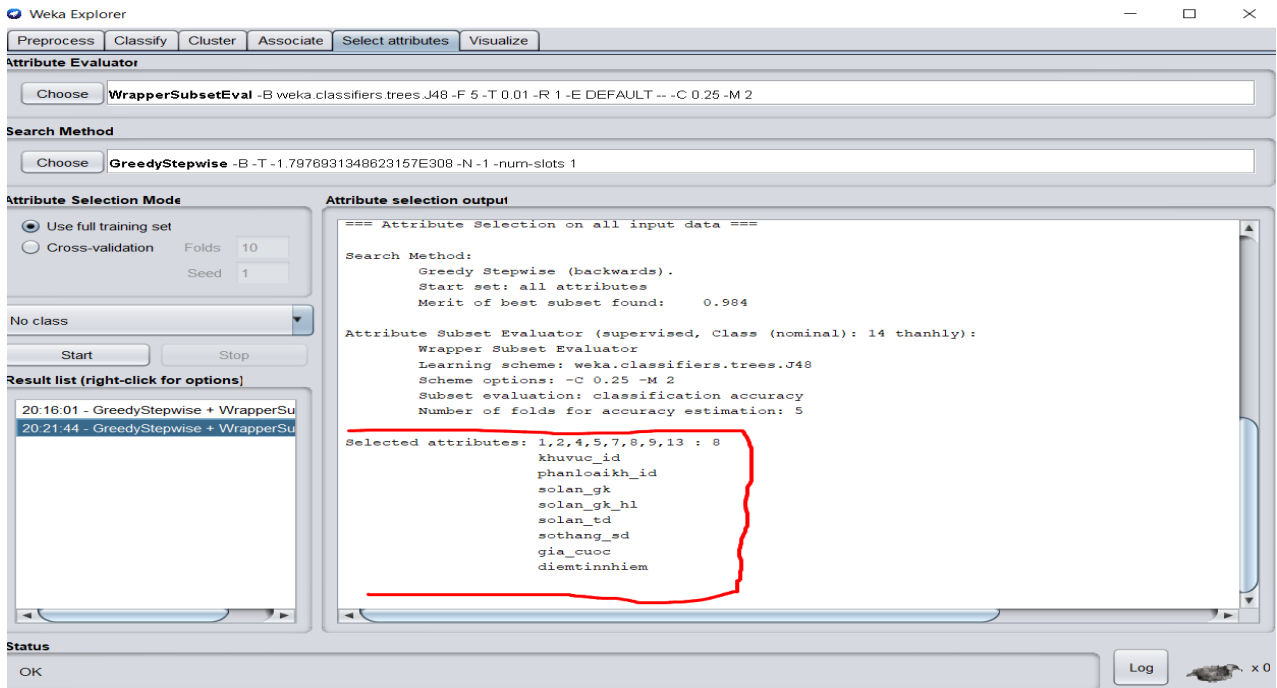 Weka Explorer
Preprocess Classify Cluster Associate Select attributes Visualize
Attribute Evaluator
Choose WrapperSubsetEval -B weka.classifiers.trees.J48 -F 5 -T 0.01 -R 1 -E DEFAULT -- -C 0.25 -M 2
Search Method
Choose GreedyStepwise -B -T -1.7976931348623157E308 -N -1 -num-slots 1
Attribute Selection Mode
Use full training set
Cross-validation Folds 10
Seed 1
No class
Start Stop
Result list (right-click for options)
20:16:01 - GreedyStepwise + WrapperSu
20:21:44 - GreedyStepwise + WrapperSu
Attribute selection output
=== Attribute Selection on all input data ===
Search Method:
Greedy Stepwise (backwards).
Start set: all attributes
Merit of best subset found: 0.984
Attribute Subset Evaluator (supervised, Class (nominal): 14 thanhly):
Wrapper Subset Evaluator
Learning scheme: weka.classifiers.trees.J48
Scheme options: -C 0.25 -M 2
Subset evaluation: classification accuracy
Number of folds for accuracy estimation: 5
Selected attributes: 1,2,4,5,7,8,9,13 : 8
khuvuc_id
phanloaikh_id
solan_gk
solan_gk_hl
solan_td
sothang_sd
gia_cuoc
diemtinnhiem
Status
OK
Log x 0